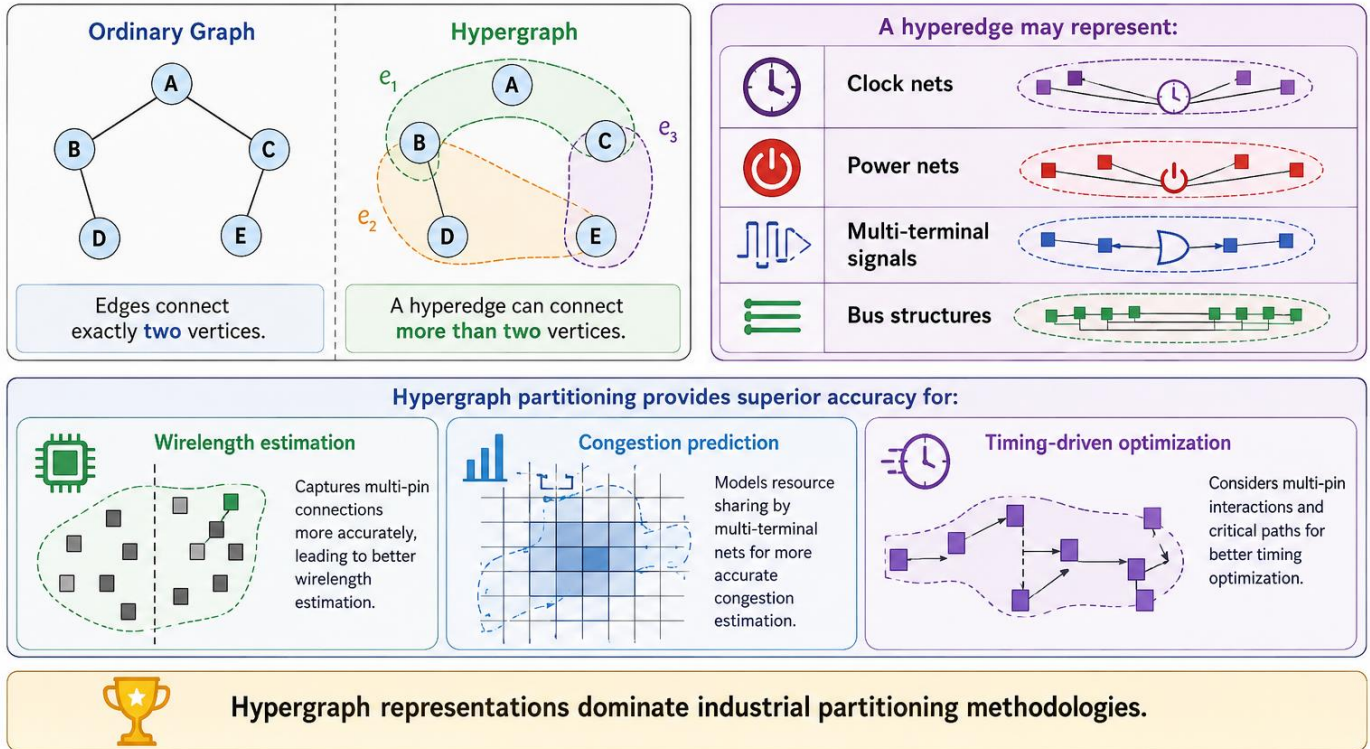 Ordinary Graph
A
B
C
D
E
Edges connect
exactly two vertices.
Hypergraph
e1
A
B
C
e3
e2
D
E
A hyperedge can connect
more than two vertices.
A hyperedge may represent:
Clock nets
Power nets
Multi-terminal
signals
Bus structures
Hypergraph partitioning provides superior accuracy for:
Wirelength estimation
Captures multi-pin
connections
more accurately,
leading to better
wirelength
estimation.
Congestion prediction
Models resource
sharing by
multi-terminal
nets for more
accurate
congestion
estimation.
Timing-driven optimization
Considers multi-pin
interactions and
critical paths for
better timing
optimization.
Hypergraph representations dominate industrial partitioning methodologies.